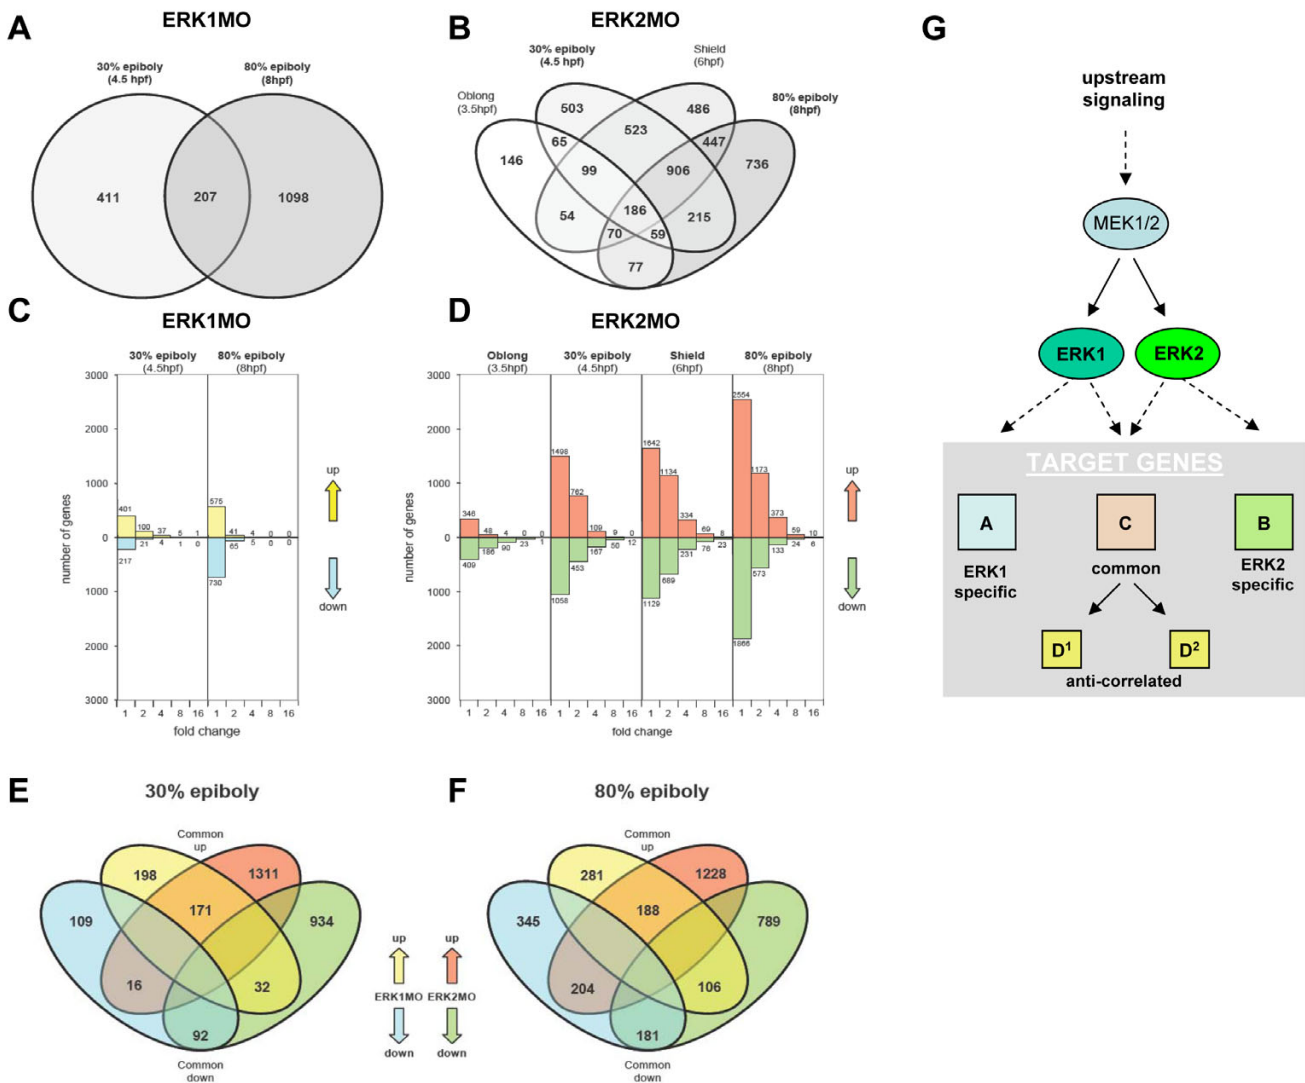 A
ERK1MO
30% epiboly
(4.5 hpf)
80% epiboly
(8hpf)
411
207
1098
B
ERK2MO
Oblong
(3.5hpf)
30% epiboly
(4.5 hpf)
Shield
(6hpf)
80% epiboly
(8hpf)
503
486
523
447
146
65
736
99
906
54
186
215
70
59
77
C
ERK1MO
30% epiboly
(4.5hpf)
80% epiboly
(8hpf)
number of genes
3000
2000
1000
0
1000
2000
3000
401
100
37
5
1
217
21
4
1
0
576
41
4
0
0
730
65
5
0
0
1 2 4 8 16 1 2 4 8 16
fold change
up
down
D
ERK2MO
Oblong
(3.5hpf)
30% epiboly
(4.5hpf)
Shield
(6hpf)
80% epiboly
(8hpf)
number of genes
3000
2000
1000
0
1000
2000
3000
346
48
4
0
0
409
186
90
23
1
1498
762
109
9
0
1058
453
167
50
12
1642
1134
334
69
8
1129
689
231
76
23
2554
1173
373
59
10
1866
573
133
24
6
1 2 4 8 16 1 2 4 8 16 1 2 4 8 16 1 2 4 8 16
fold change
up
down
E
30% epiboly
Common
up
198
1311
109
171
934
16
32
92
Common
down
up
up
ERK1MO
ERK2MO
down
down
F
80% epiboly
Common
up
281
1228
345
188
789
204
106
181
Common
down
G
upstream
signaling
MEK1/2
ERK1
ERK2
TARGET GENES
A
C
B
ERK1
specific
common
ERK2
specific
D1
D2
anti-correlated